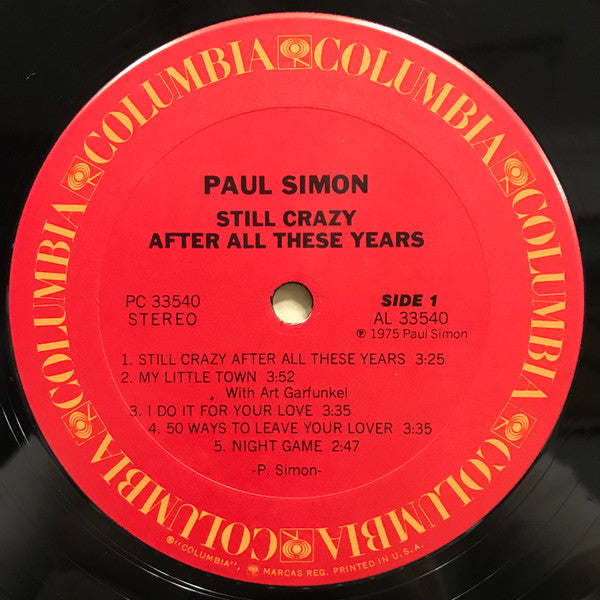 COLUMBIA COLUMBIA COLUMBIA COLUMBIA COLUMBIA COLUMBIA
PAUL SIMON
STILL CRAZY
AFTER ALL THESE YEARS
PC 33540 SIDE 1
STEREO AL 33540
℗ 1975 Paul Simon
1. STILL CRAZY AFTER ALL THESE YEARS 3:25
2. MY LITTLE TOWN 3:52
With Art Garfunkel
3. I DO IT FOR YOUR LOVE 3:35
4. 50 WAYS TO LEAVE YOUR LOVER 3:35
5. NIGHT GAME 2:47
-P. Simon-
®"COLUMBIA", MARCAS REG. PRINTED IN U.S.A.